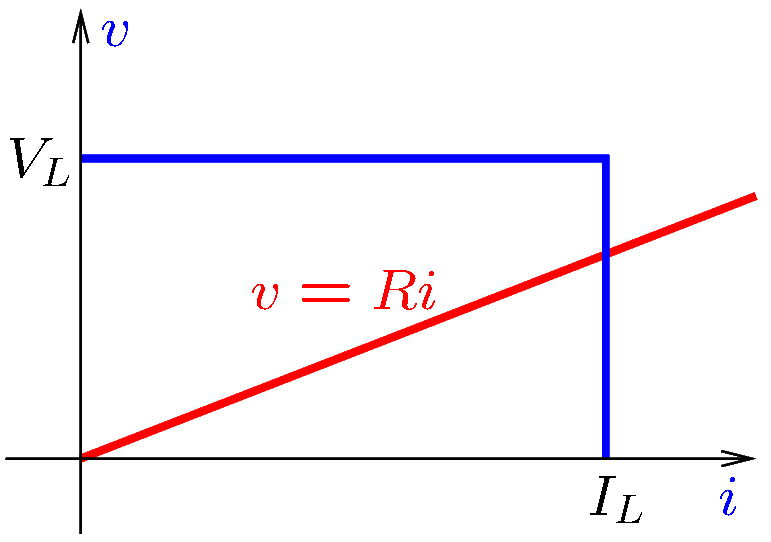 v
V_L
v = Ri
I_L
i